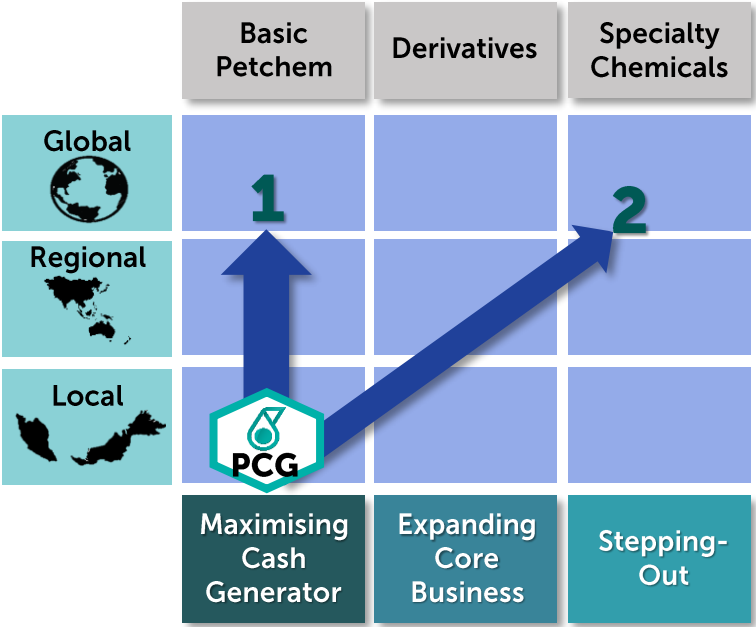 Basic
Petchem
Derivatives
Specialty
Chemicals
Global
1
2
Regional
Local
PCG
Maximising
Cash
Generator
Expanding
Core
Business
Stepping-
Out